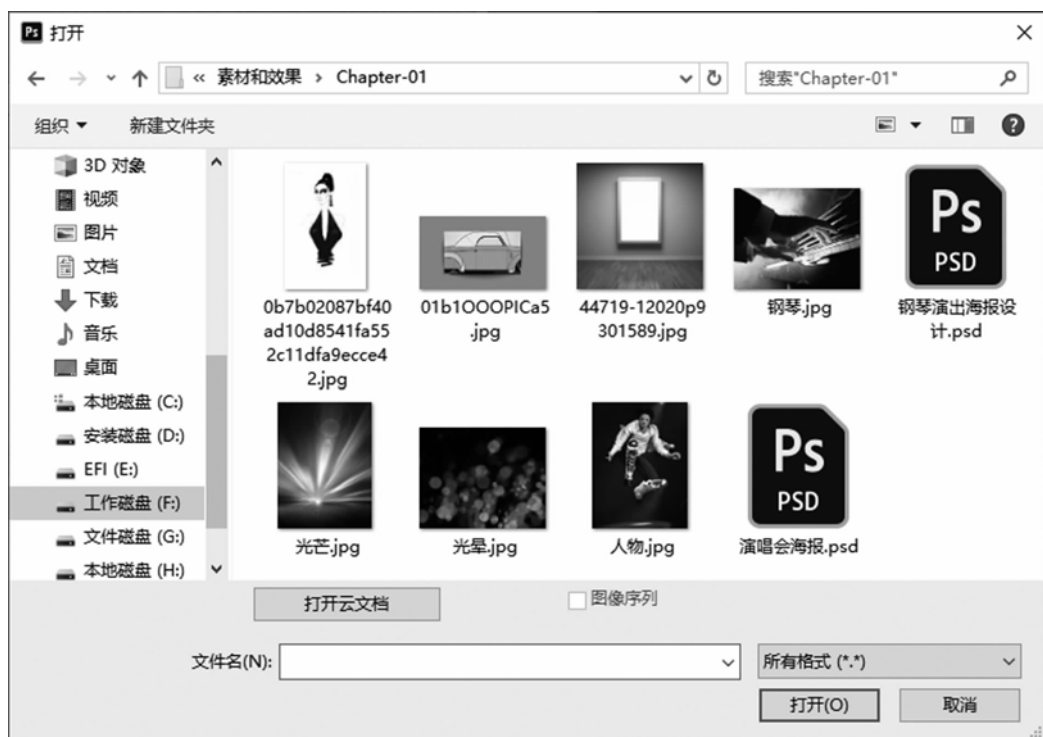 Ps 打开
« 素材和效果 › Chapter-01
搜索"Chapter-01"
组织
新建文件夹
?
3D 对象
视频
图片
文档
下载
音乐
桌面
本地磁盘 (C:)
安装磁盘 (D:)
EFI (E:)
工作磁盘 (F:)
文件磁盘 (G:)
本地磁盘 (H:)
0b7b02087bf40
ad10d8541fa55
2c11dfa9ecce4
2.jpg
01b1OOOPICa5
.jpg
44719-12020p9
301589.jpg
钢琴.jpg
Ps
PSD
钢琴演出海报设
计.psd
光芒.jpg
光晕.jpg
人物.jpg
Ps
PSD
演唱会海报.psd
打开云文档
图像序列
文件名(N):
所有格式 (*.*)
打开(O)
取消